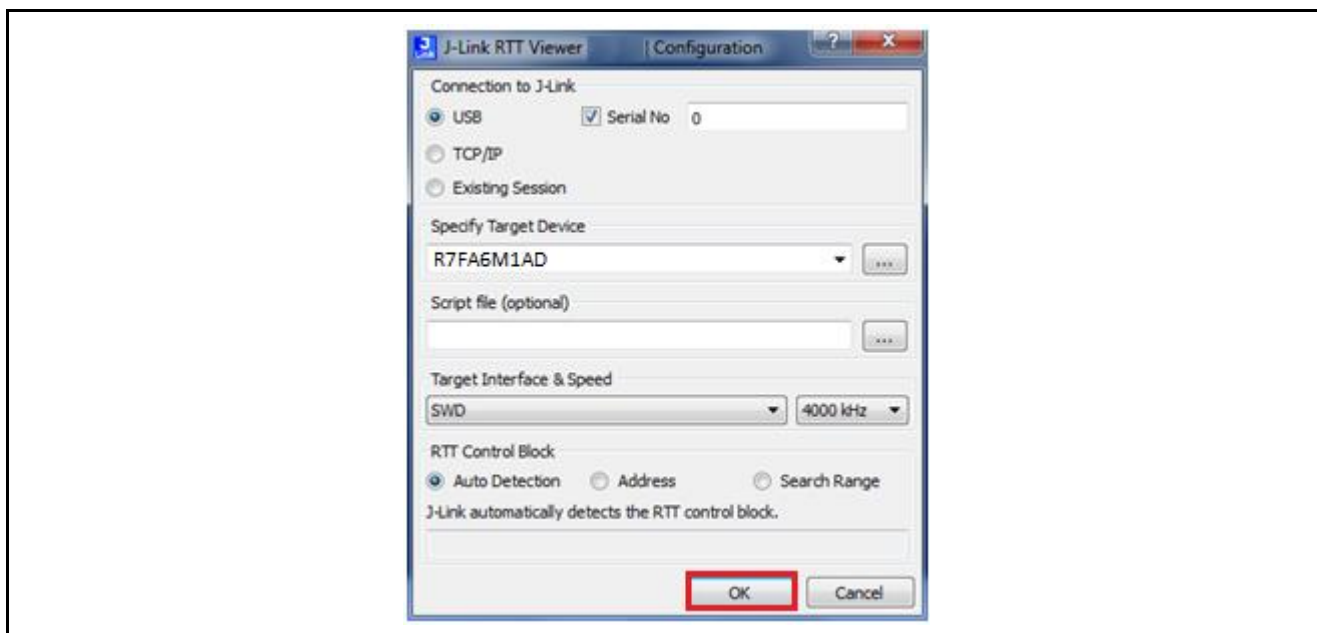 J-Link RTT Viewer | Configuration
Connection to J-Link
USB Serial No 0
TCP/IP
Existing Session
Specify Target Device
R7FA6M1AD
...
Script file (optional)
...
Target Interface & Speed
SWD 4000 kHz
RTT Control Block
Auto Detection Address Search Range
J-Link automatically detects the RTT control block.
OK Cancel